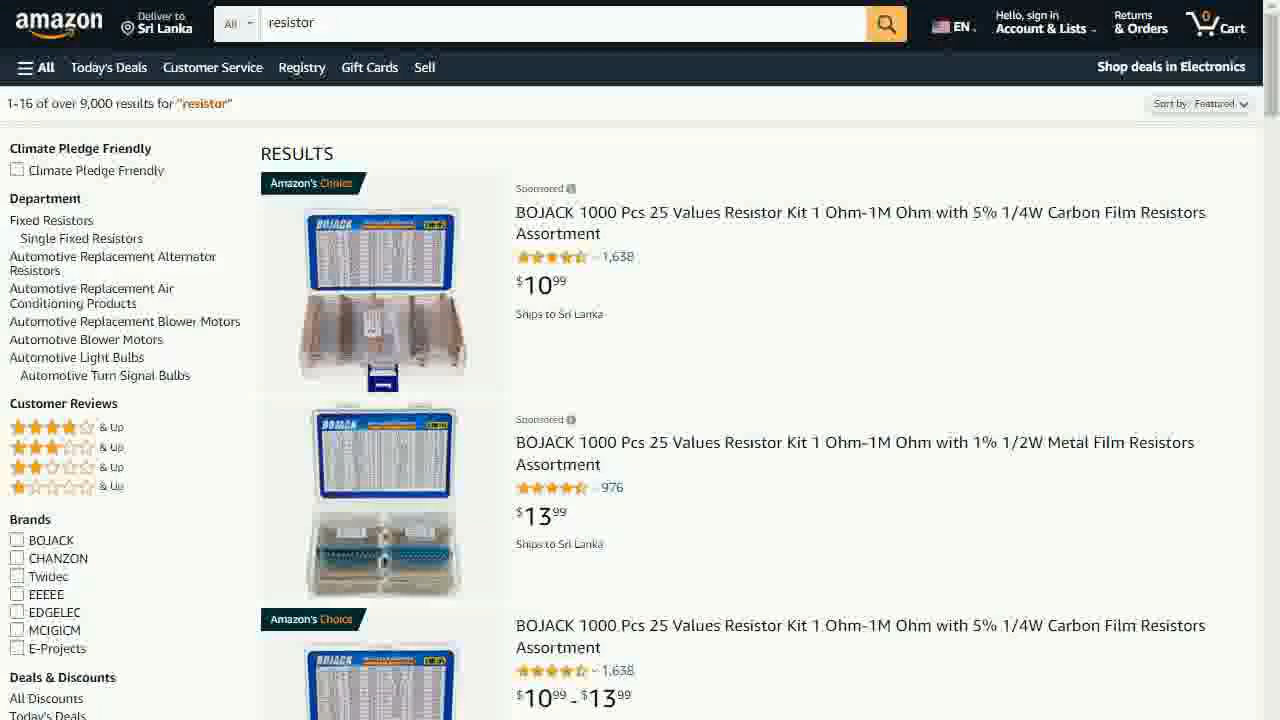 amazon
Deliver to
Sri Lanka
All
resistor
EN
Hello, sign in
Account & Lists
Returns
& Orders
0
Cart
All
Today's Deals
Customer Service
Registry
Gift Cards
Sell
Shop deals in Electronics
1-16 of over 9,000 results for "resistor"
Sort by: Featured
Climate Pledge Friendly
Climate Pledge Friendly
Department
Fixed Resistors
Single Fixed Resistors
Automotive Replacement Alternator
Resistors
Automotive Replacement Air
Conditioning Products
Automotive Replacement Blower Motors
Automotive Blower Motors
Automotive Light Bulbs
Automotive Turn Signal Bulbs
Customer Reviews
& Up
& Up
& Up
& Up
Brands
BOJACK
CHANZON
Twidec
EEEEE
EDGELEC
MCIGICM
E-Projects
Deals & Discounts
All Discounts
Today's Deals
RESULTS
Amazon's Choice
BOJACK
Sponsored
BOJACK 1000 Pcs 25 Values Resistor Kit 1 Ohm-1M Ohm with 5% 1/4W Carbon Film Resistors
Assortment
1,638
$10.99
Ships to Sri Lanka
BOJACK
Sponsored
BOJACK 1000 Pcs 25 Values Resistor Kit 1 Ohm-1M Ohm with 1% 1/2W Metal Film Resistors
Assortment
976
$13.99
Ships to Sri Lanka
Amazon's Choice
BOJACK
BOJACK 1000 Pcs 25 Values Resistor Kit 1 Ohm-1M Ohm with 5% 1/4W Carbon Film Resistors
Assortment
1,638
$10.99 - $13.99